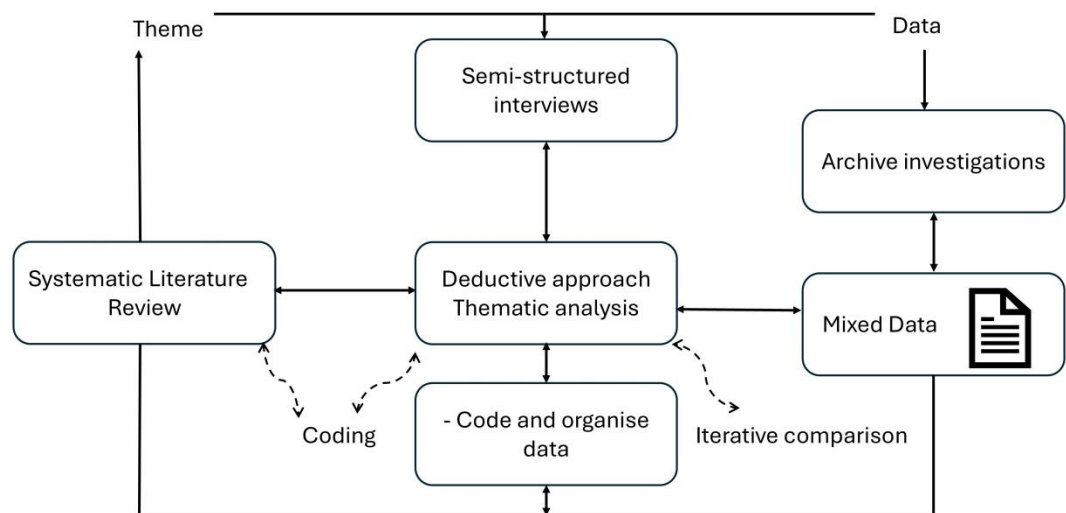 Theme
Data
Semi-structured
interviews
Archive investigations
Systematic Literature
Review
Deductive approach
Thematic analysis
Mixed Data
Coding
- Code and organise
data
Iterative comparison